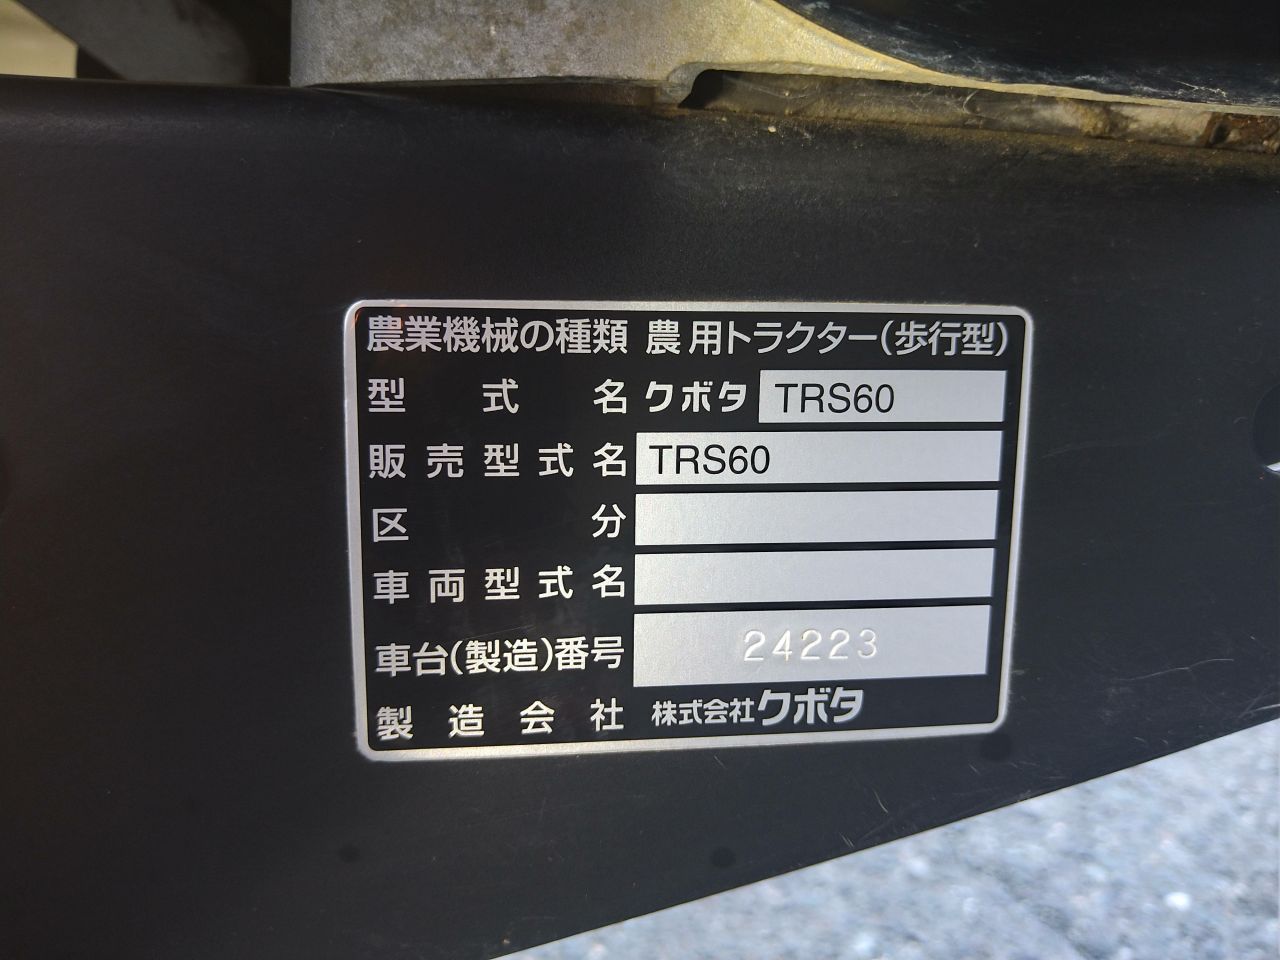 農業機械の種類 農用トラクター(歩行型)
型式名 クボタ TRS60
販売型式名 TRS60
区分
車両型式名
車台(製造)番号 24223
製造会社 株式会社クボタ